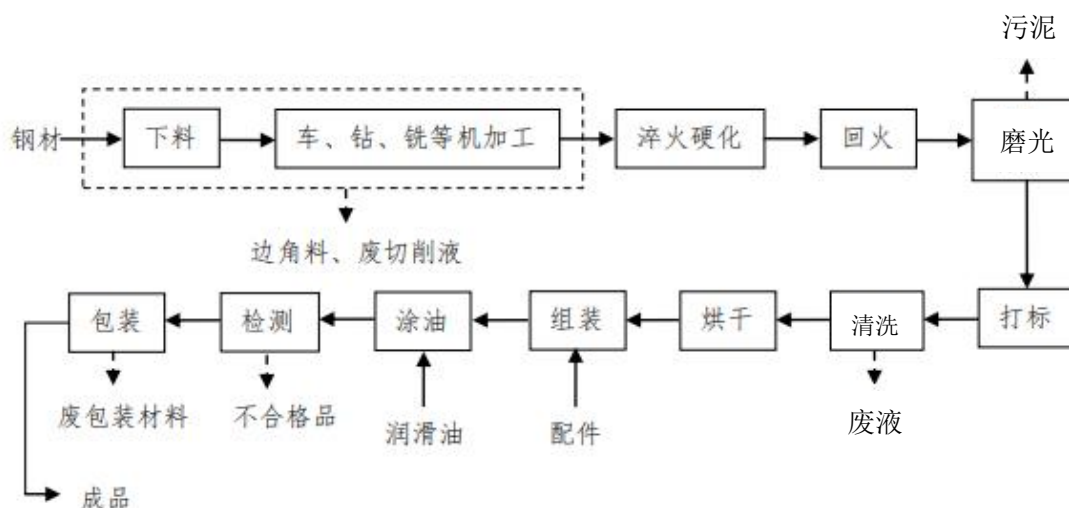 污泥
钢材
下料
车、钻、铣等机加工
淬火硬化
回火
磨光
边角料、废切削液
包装
检测
涂油
组装
烘干
清洗
打标
废包装材料
不合格品
润滑油
配件
废液
成品